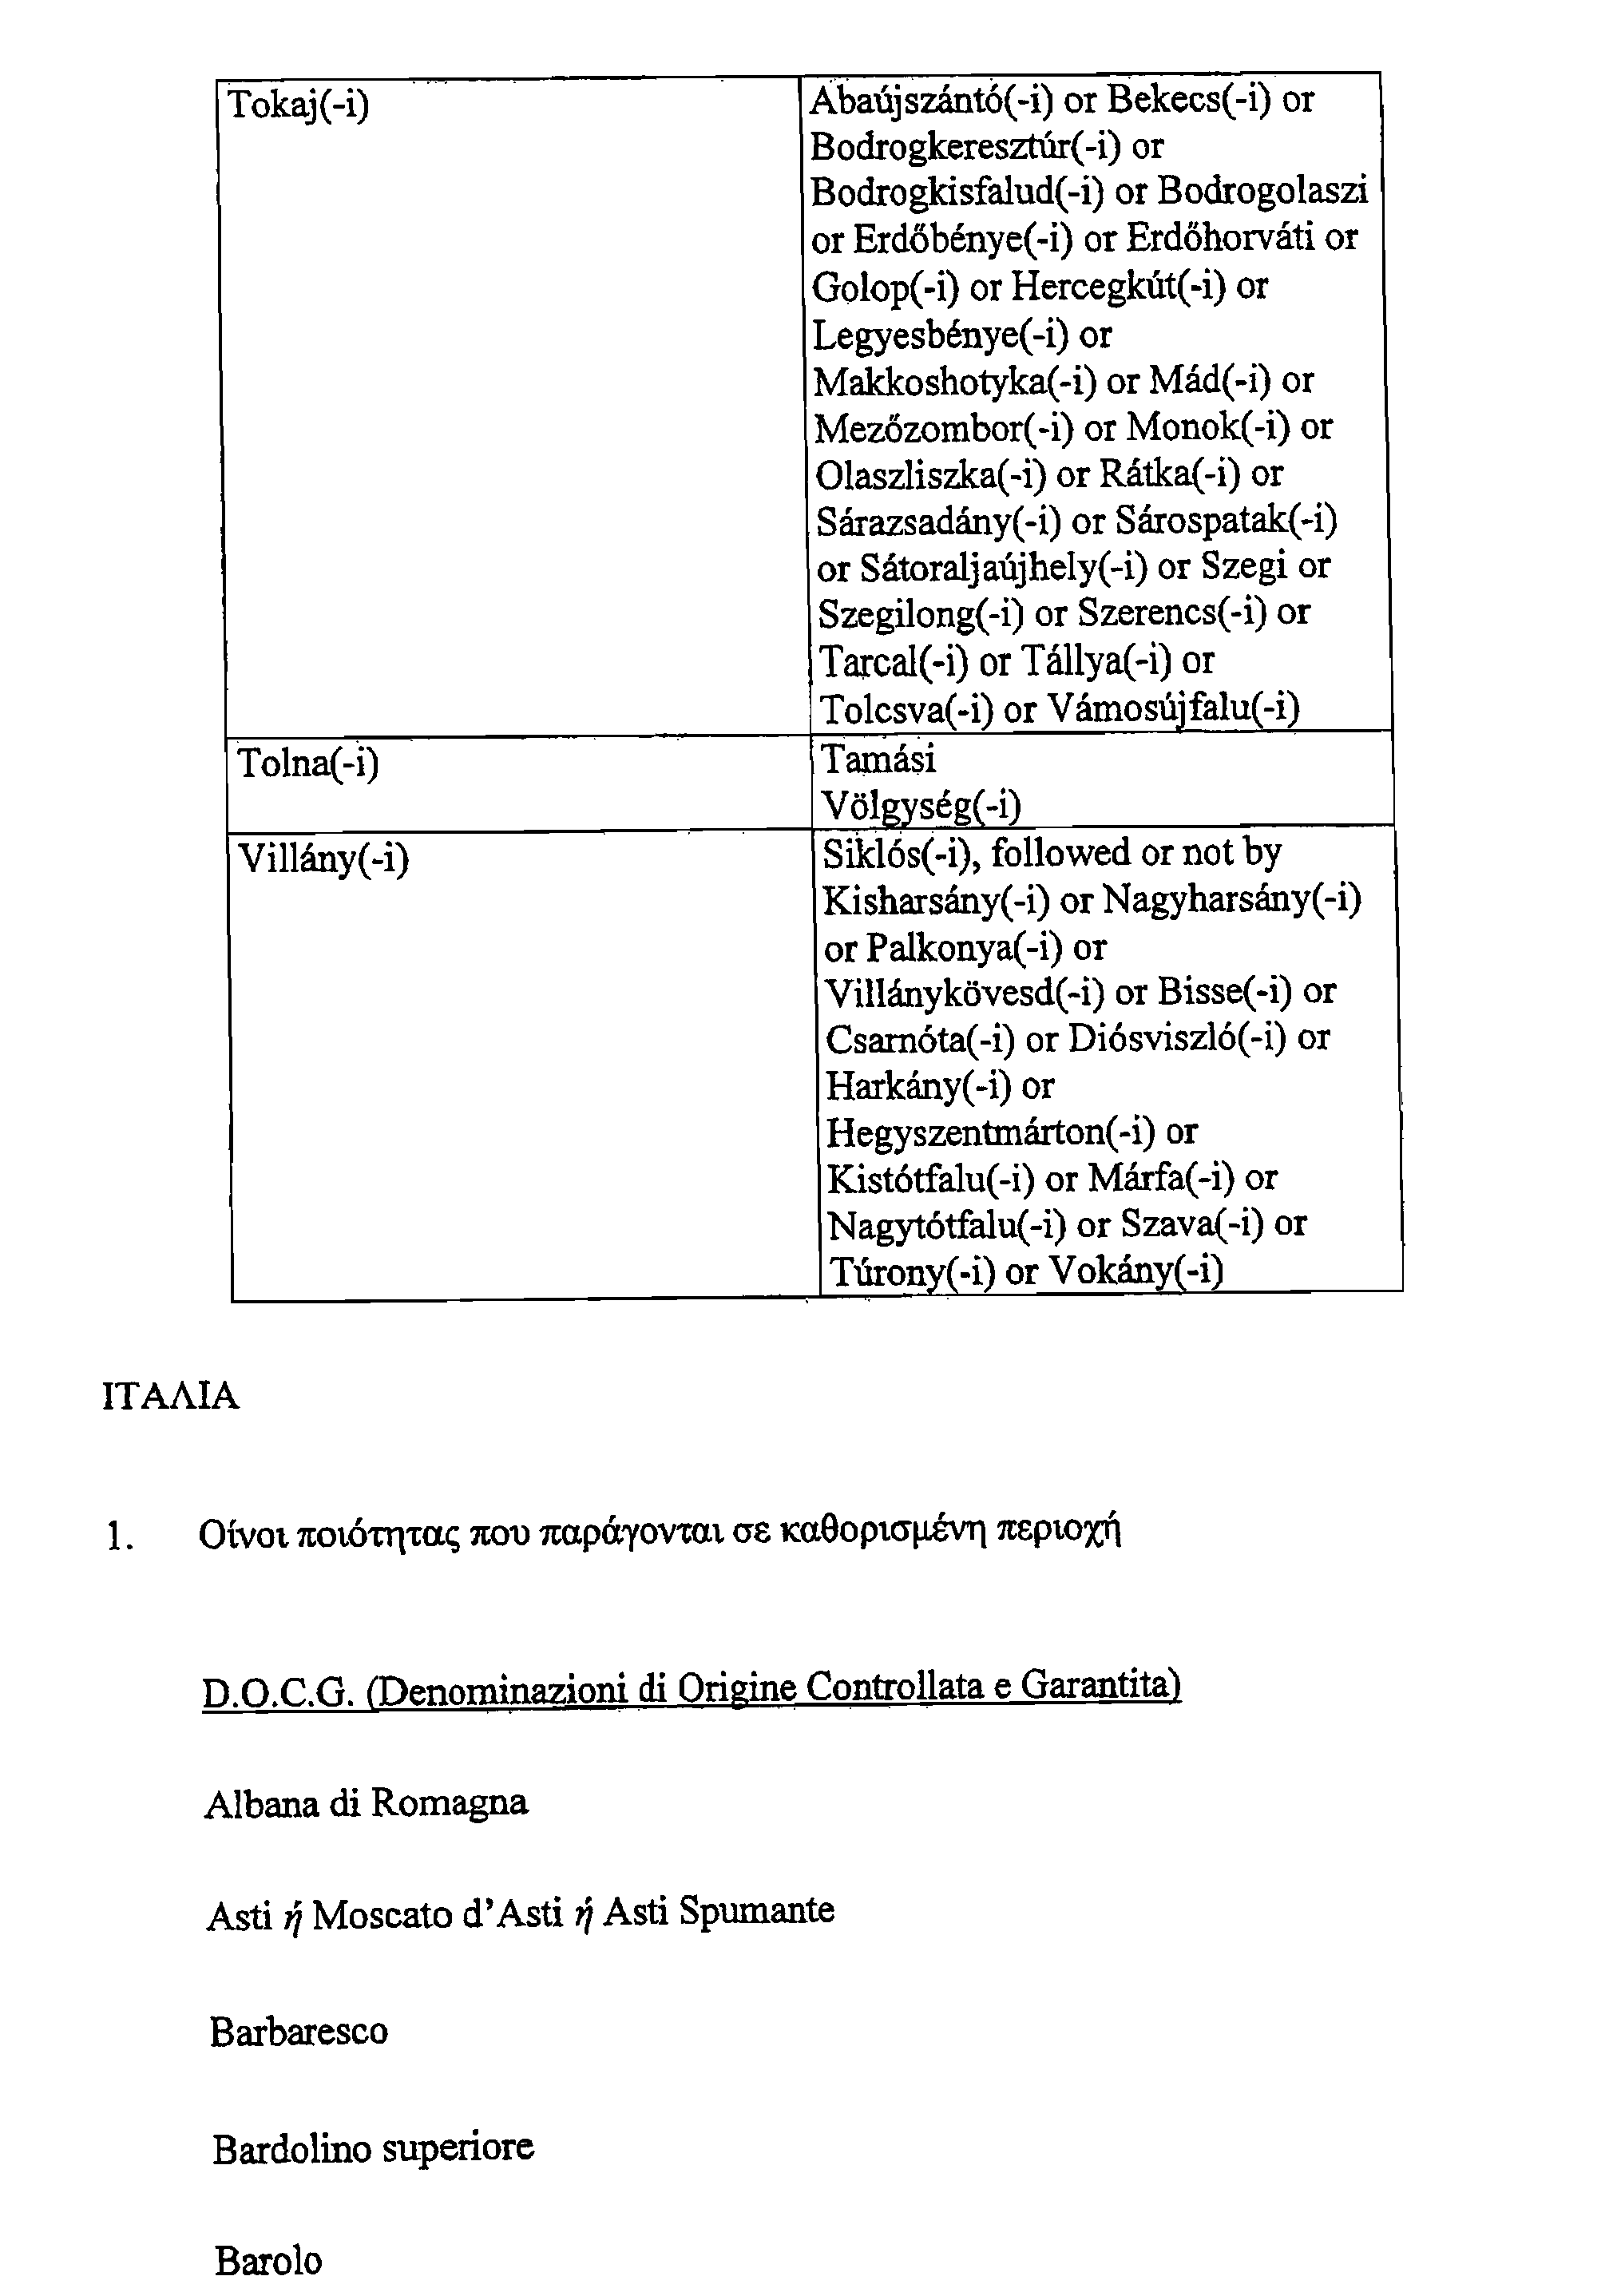 Tokaj(-i)
Abaújszántó(-i) or Bekecs(-i) or
Bodrogkeresztúr(-i) or
Bodrogkisfalud(-i) or Bodrogolaszi
or Erdőbénye(-i) or Erdőhorváti or
Golop(-i) or Hercegkút(-i) or
Legyesbénye(-i) or
Makkoshotyka(-i) or Mád(-i) or
Mezőzombor(-i) or Monok(-i) or
Olaszliszka(-i) or Rátka(-i) or
Sárazsadány(-i) or Sárospatak(-i)
or Sátoraljaújhely(-i) or Szegi or
Szegilong(-i) or Szerencs(-i) or
Tarcal(-i) or Tállya(-i) or
Tolcsva(-i) or Vámosújfalu(-i)
Tolna(-i)
Tamási
Völgység(-i)
Villány(-i)
Siklós(-i), followed or not by
Kisharsány(-i) or Nagyharsány(-i)
or Palkonya(-i) or
Villánykövesd(-i) or Bisse(-i) or
Csarnóta(-i) or Diósviszló(-i) or
Harkány(-i) or
Hegyszentmárton(-i) or
Kistótfalu(-i) or Márfa(-i) or
Nagytótfalu(-i) or Szava(-i) or
Túrony(-i) or Vokány(-i)
ΙΤΑΛΙΑ
1. Οίνοι ποιότητας που παράγονται σε καθορισμένη περιοχή
D.O.C.G. (Denominazioni di Origine Controllata e Garantita)
Albana di Romagna
Asti ή Moscato d’Asti ή Asti Spumante
Barbaresco
Bardolino superiore
Barolo